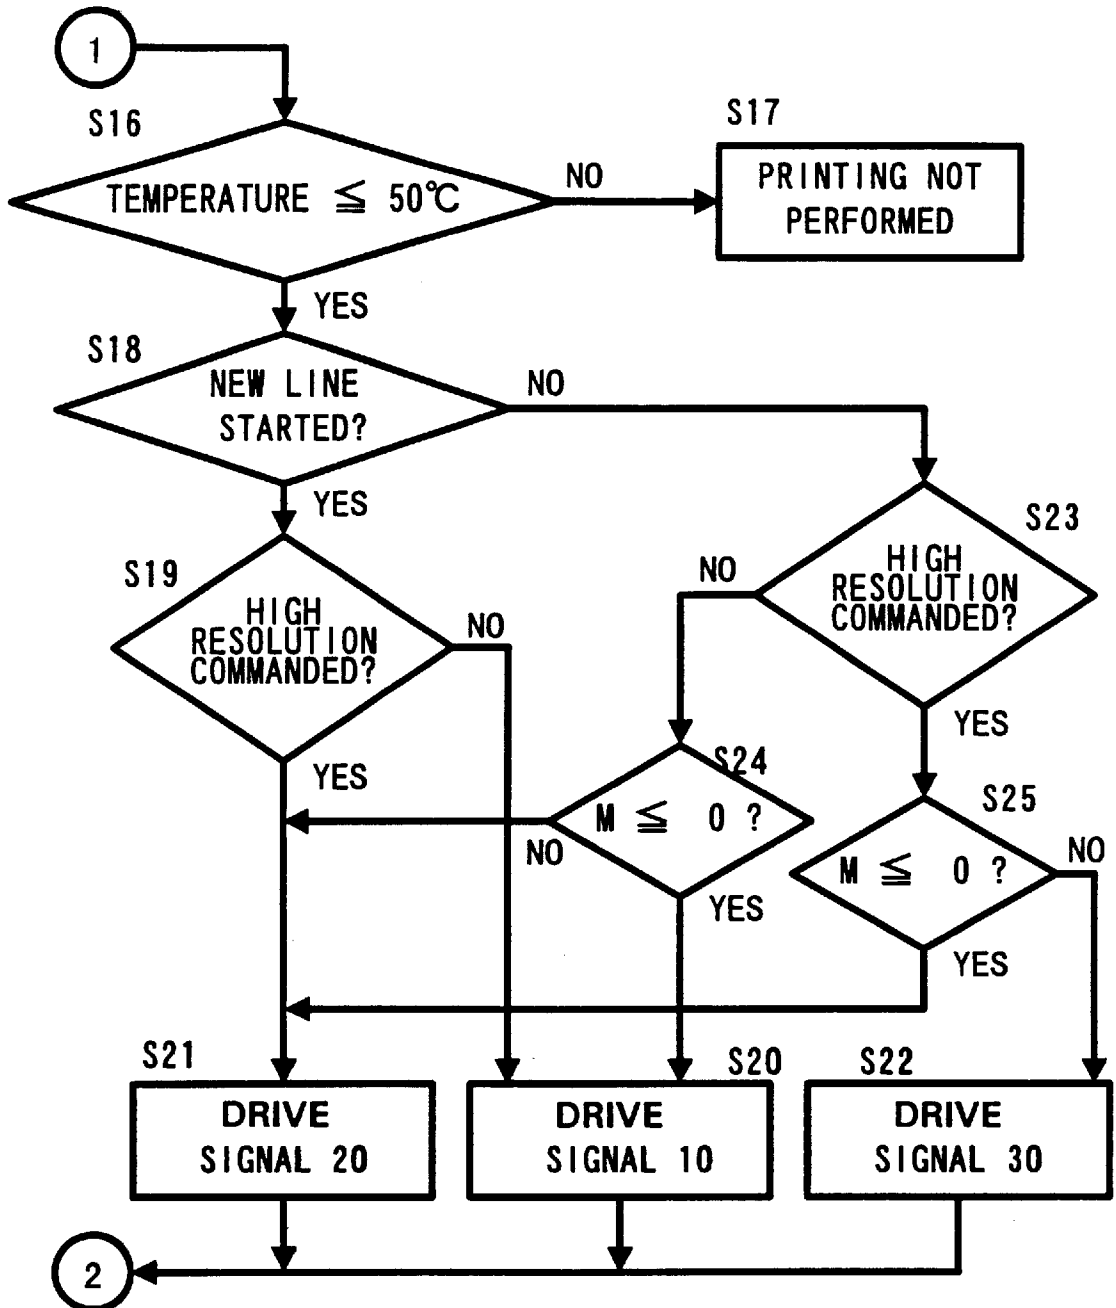 1
S16
TEMPERATURE ≦ 50℃
NO
S17
PRINTING NOT
PERFORMED
YES
S18
NEW LINE
STARTED?
NO
YES
S19
HIGH
RESOLUTION
COMMANDED?
NO
YES
S23
HIGH
RESOLUTION
COMMANDED?
NO
YES
S24
M ≦ 0 ?
NO
YES
S25
M ≦ 0 ?
NO
YES
S21
DRIVE
SIGNAL 20
S20
DRIVE
SIGNAL 10
S22
DRIVE
SIGNAL 30
2